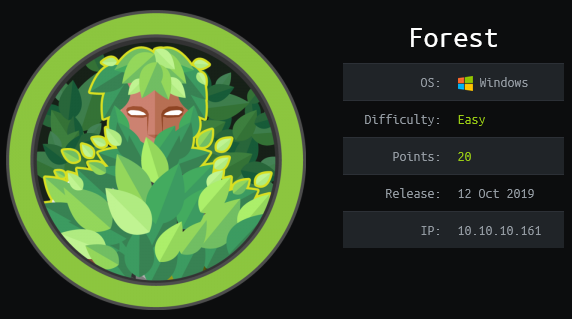 Forest
OS: Windows
Difficulty: Easy
Points: 20
Release: 12 Oct 2019
IP: 10.10.10.161